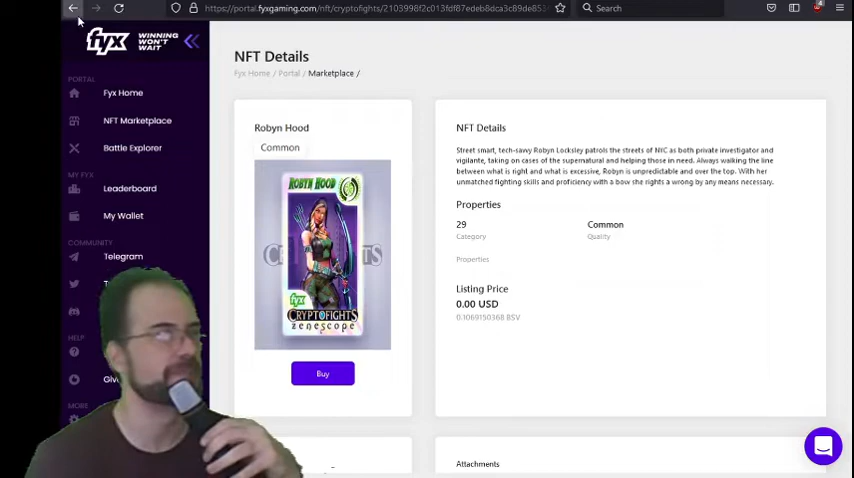 https://portal.fyxgaming.com/nft/cryptofights/2103998f2c013fdf87edeb8dca3c89de853
Search
4
fyx
WINNING
WON'T
WAIT
PORTAL
Fyx Home
NFT Marketplace
Battle Explorer
MY FYX
Leaderboard
My Wallet
COMMUNITY
Telegram
HELP
MORE
NFT Details
Fyx Home / Portal / Marketplace /
Robyn Hood
Common
ROBYN HOOD
fyx
CRYPTOFIGHTS
zenescope
Buy
NFT Details
Street smart, tech-savvy Robyn Locksley patrols the streets of NYC as both private investigator and
vigilante, taking on cases of the supernatural and helping those in need. Always walking the line
between what is right and what is excessive, Robyn is unpredictable and over the top. With her
unmatched fighting skills and proficiency with a bow she rights a wrong by any means necessary.
Properties
29
Category
Common
Quality
Properties
Listing Price
0.00 USD
0.1069150368 BSV
Attachments